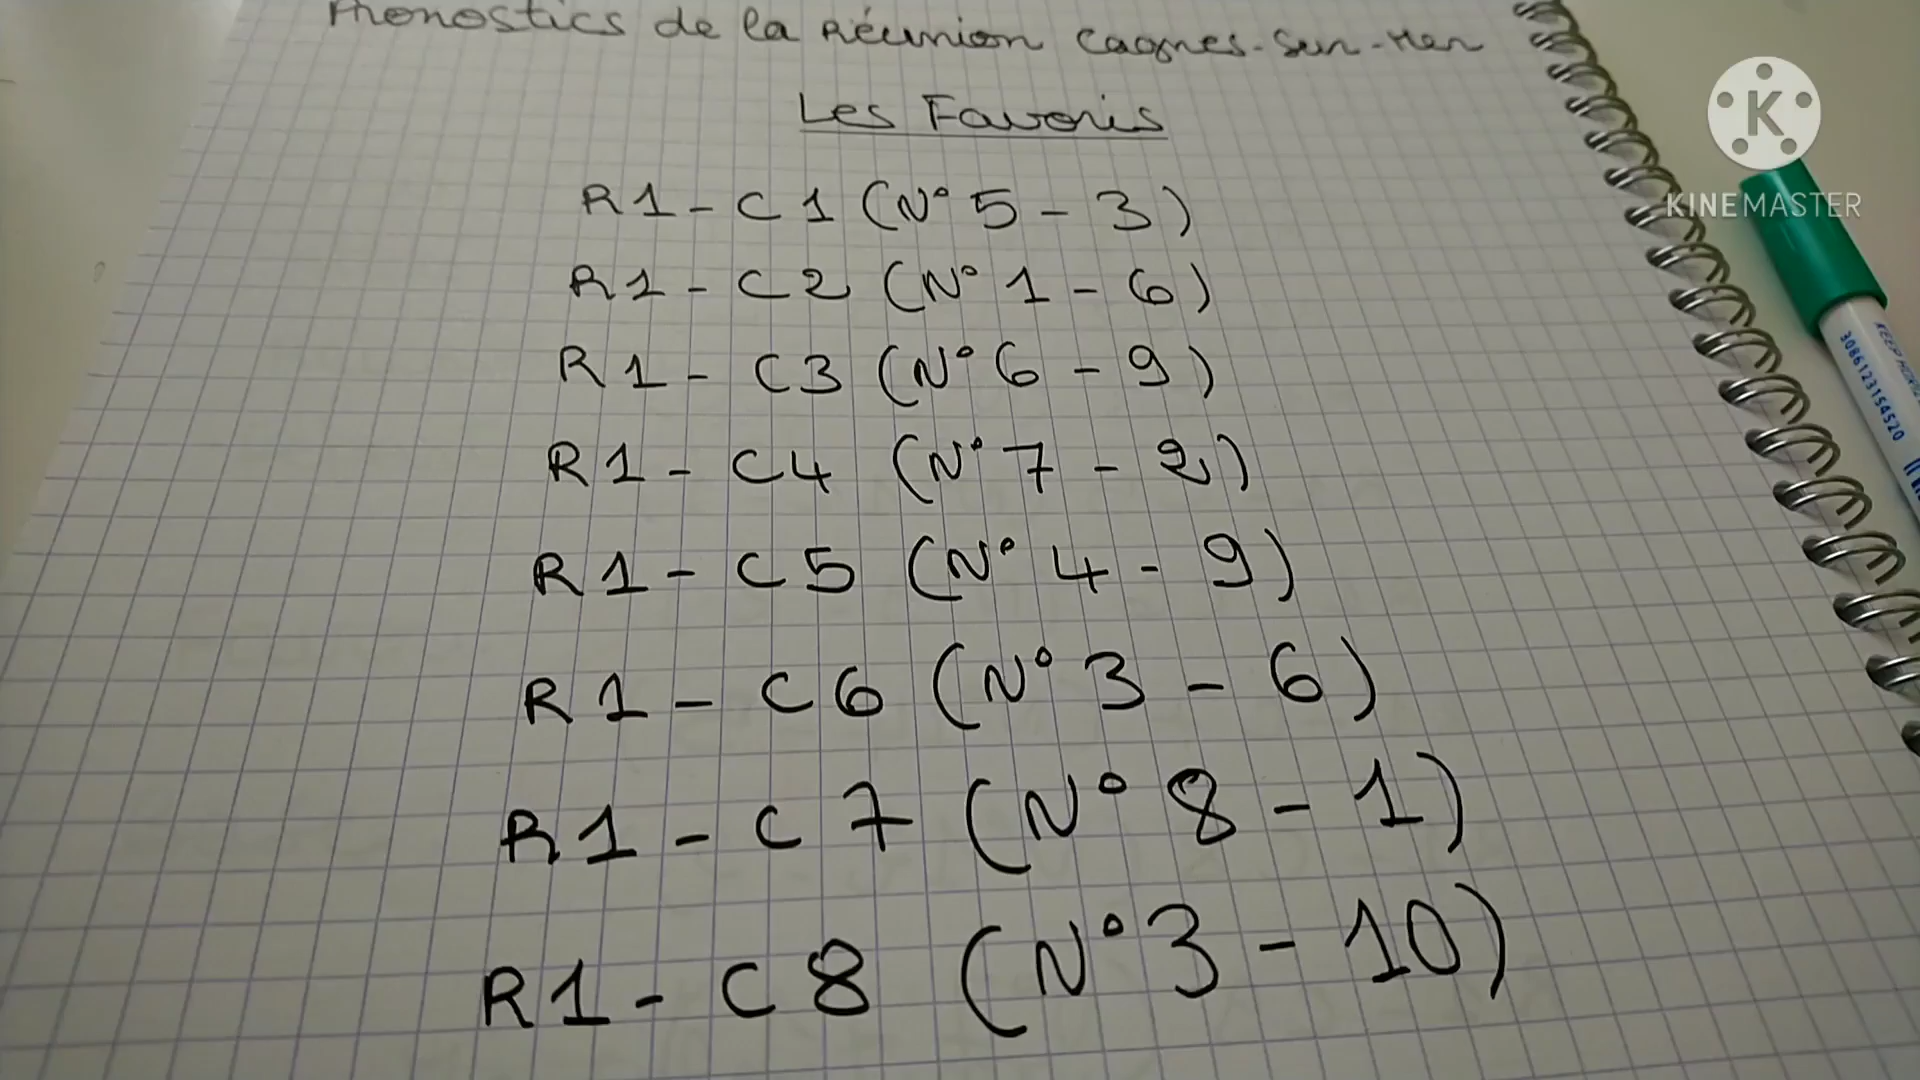 Pronostics de la Réunion Cagnes-sur-Mer
Les Favoris
R1 - C1 (N° 5 - 3)
R1 - C2 (N° 1 - 6)
R1 - C3 (N° 6 - 9)
R1 - C4 (N° 7 - 2)
R1 - C5 (N° 4 - 9)
R1 - C6 (N° 3 - 6)
R1 - C7 (N° 8 - 1)
R1 - C8 (N° 3 - 10)
K
KINEMASTER
3086123154520